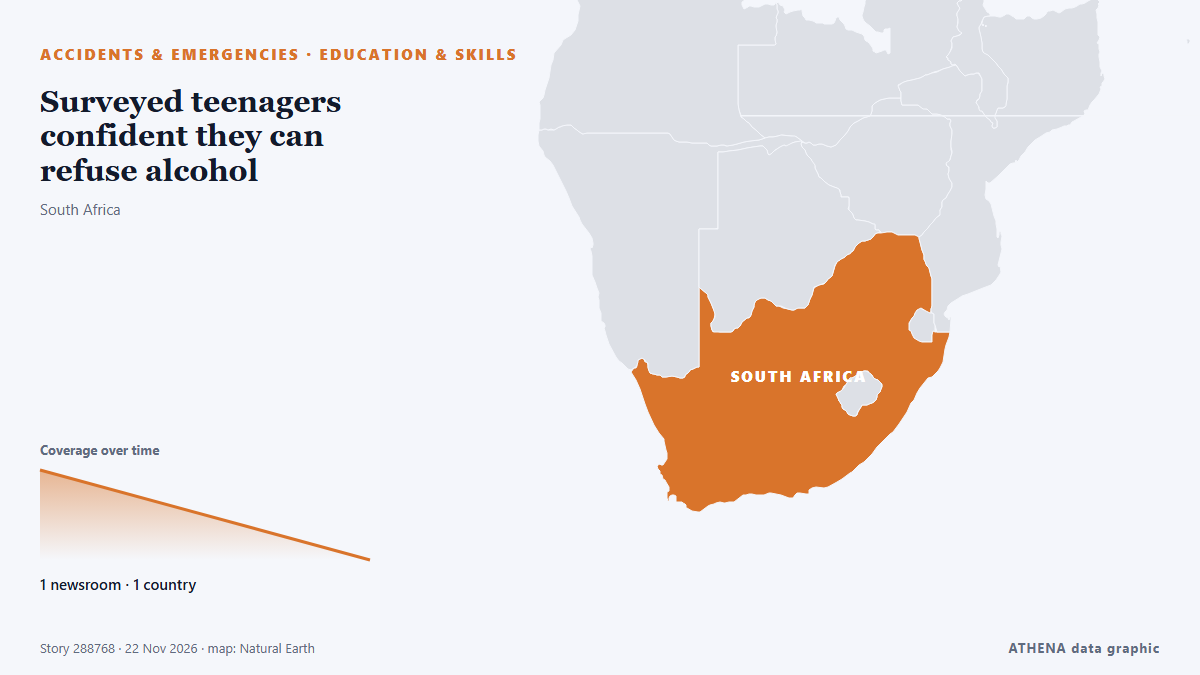 ACCIDENTS & EMERGENCIES · EDUCATION & SKILLS
Surveyed teenagers
confident they can
refuse alcohol
South Africa
SOUTH AFRICA
Coverage over time
1 newsroom · 1 country
Story 288768 · 22 Nov 2026 · map: Natural Earth
ATHENA data graphic